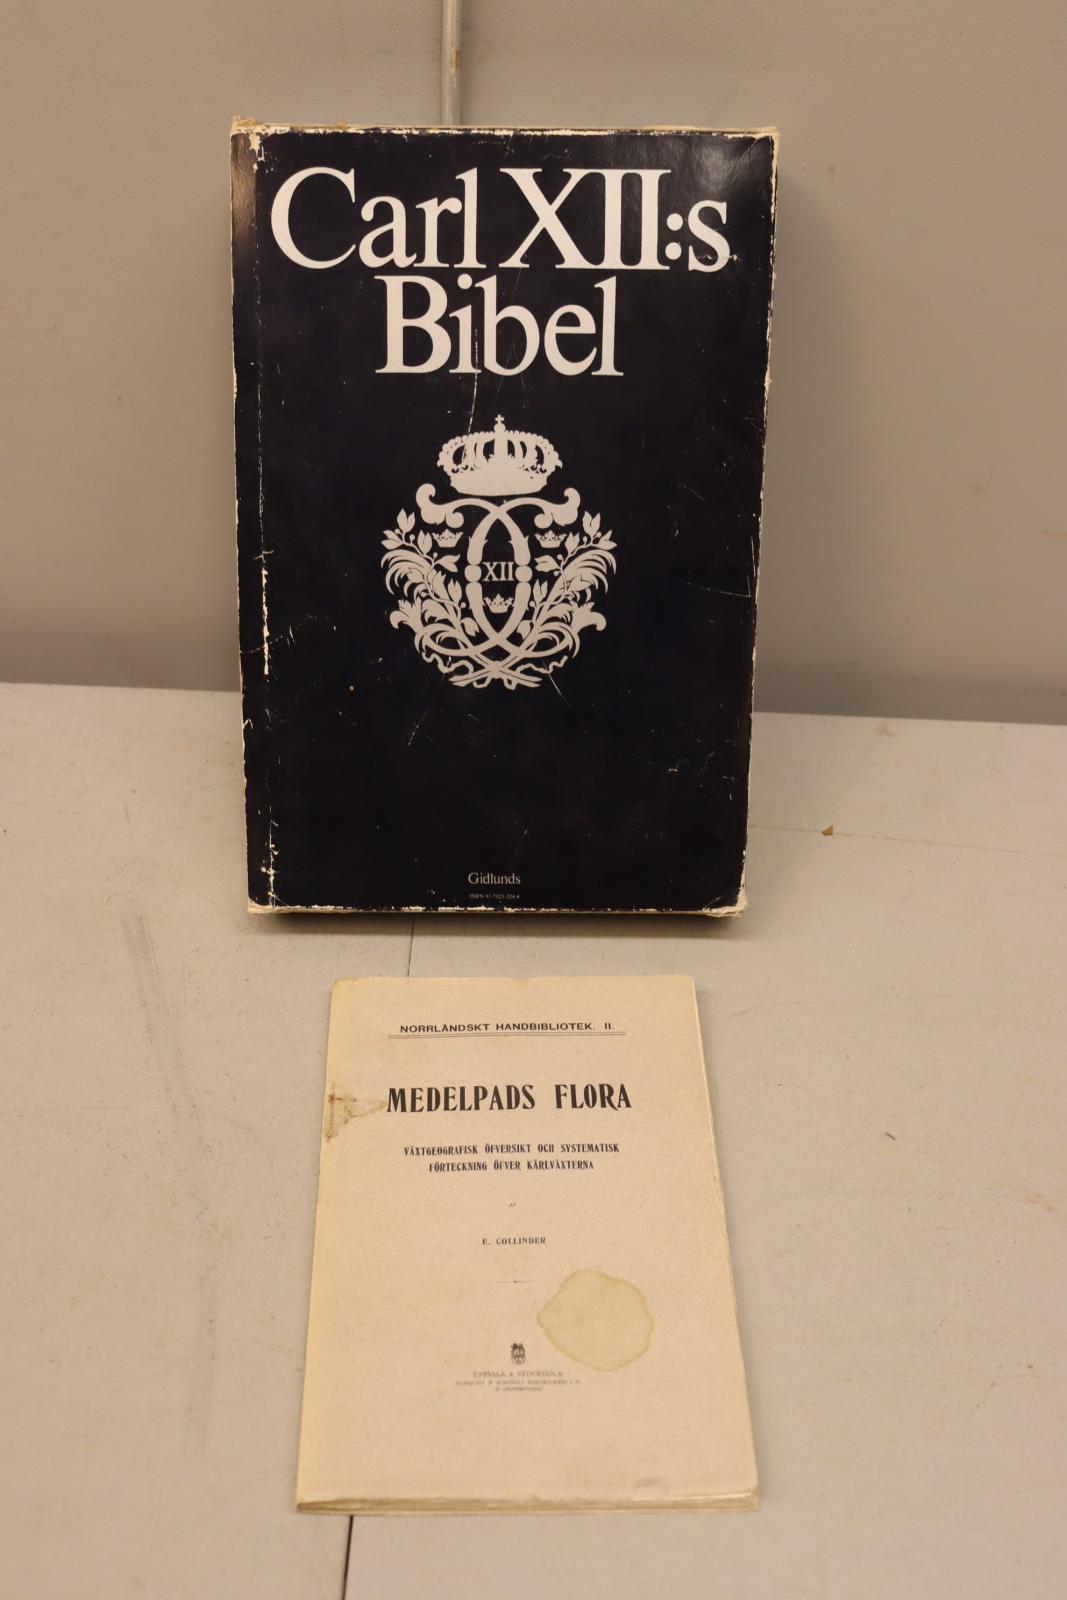 Carl XII:s
Bibel
XII
Gidlunds
NORRLÄNDSKT HANDBIBLIOTEK. II.
MEDELPADS FLORA
VÄXTGEOGRAFISK ÖFVERSIKT OCH SYSTEMATISK
FÖRTECKNING ÖFVER KÄRLVÄXTERNA
AF
E. COLLINDER
UPPSALA & STOCKHOLM